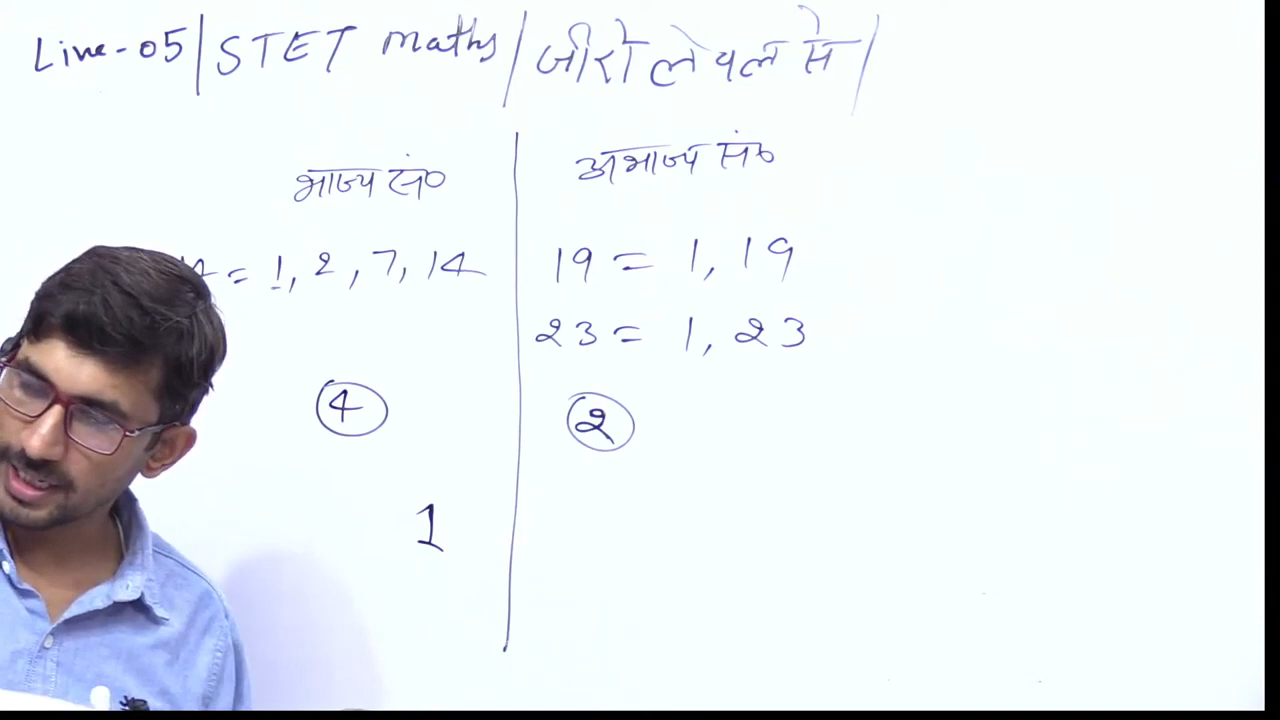 Live-05 | STET maths | जीरो लेवल से |
भाज्य सं०
अभाज्य सं०
= 1, 2, 7, 14
19 = 1, 19
23 = 1, 23
4
2
1